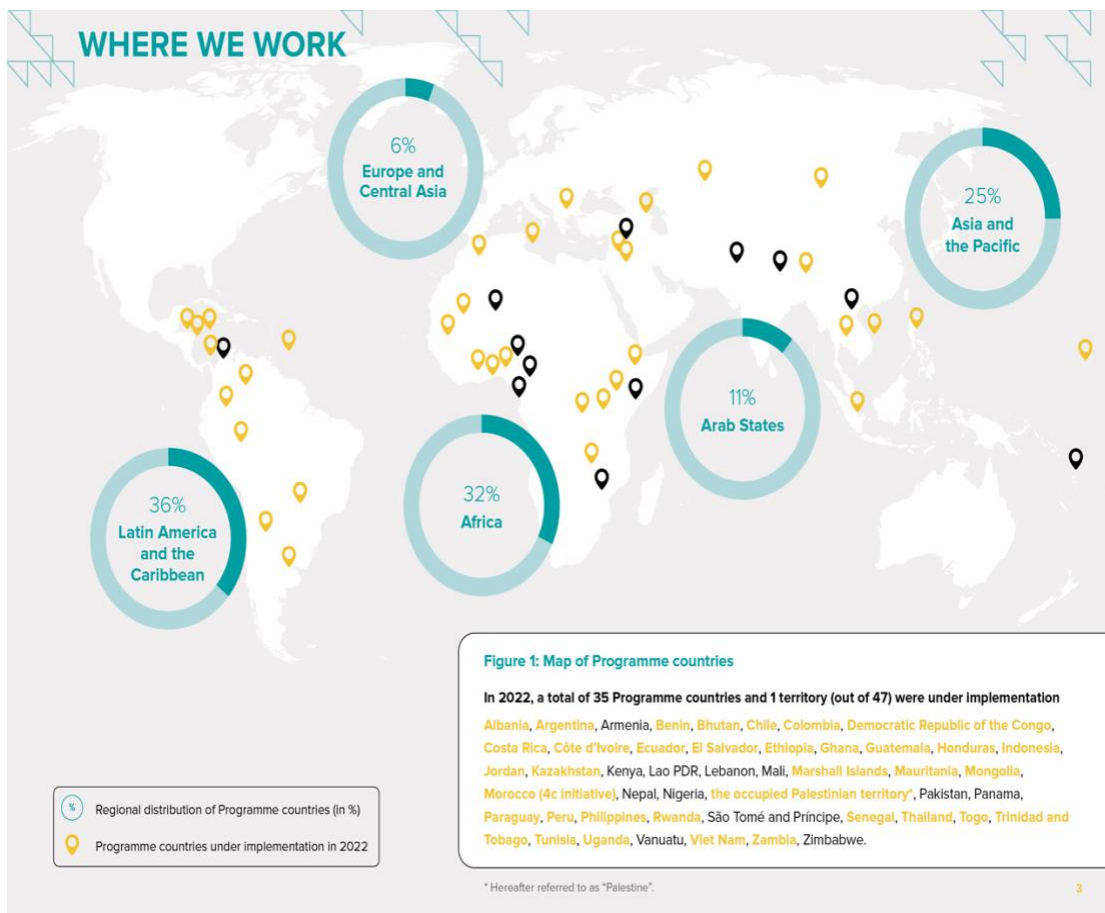 WHERE WE WORK
6%
Europe and
Central Asia
25%
Asia and
the Pacific
11%
Arab States
36%
Latin America
and the
Caribbean
32%
Africa
Figure 1: Map of Programme countries
In 2022, a total of 35 Programme countries and 1 territory (out of 47) were under implementation
Albania, Argentina, Armenia, Benin, Bhutan, Chile, Colombia, Democratic Republic of the Congo,
Costa Rica, Côte d'Ivoire, Ecuador, El Salvador, Ethiopia, Ghana, Guatemala, Honduras, Indonesia,
Jordan, Kazakhstan, Kenya, Lao PDR, Lebanon, Mali, Marshall Islands, Mauritania, Mongolia,
Morocco (4c initiative), Nepal, Nigeria, the occupied Palestinian territory*, Pakistan, Panama,
Paraguay, Peru, Philippines, Rwanda, São Tomé and Príncipe, Senegal, Thailand, Togo, Trinidad and
Tobago, Tunisia, Uganda, Vanuatu, Viet Nam, Zambia, Zimbabwe.
%
Regional distribution of Programme countries (in %)
Programme countries under implementation in 2022
* Hereafter referred to as “Palestine”.
3